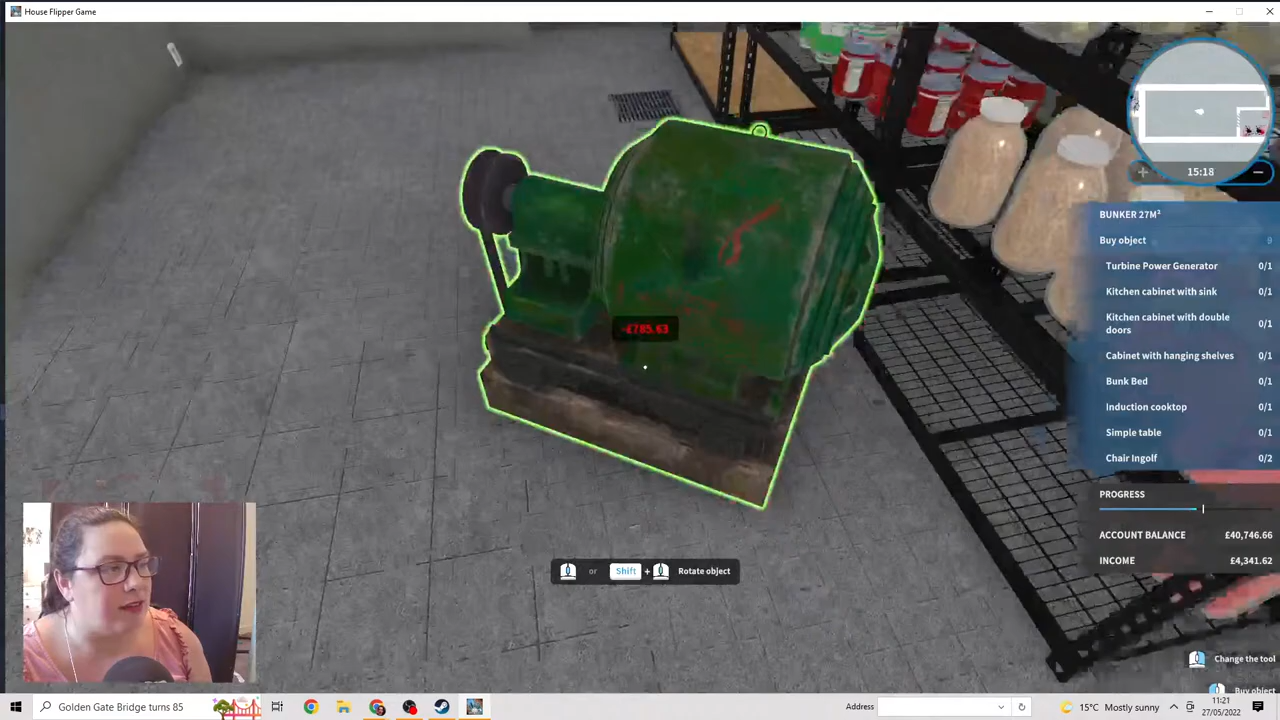 House Flipper Game
15:18
BUNKER 27M²
Buy object 9
Turbine Power Generator 0/1
Kitchen cabinet with sink 0/1
Kitchen cabinet with double doors 0/1
Cabinet with hanging shelves 0/1
Bunk Bed 0/1
Induction cooktop 0/1
Simple table 0/1
Chair Ingolf 0/2
PROGRESS
ACCOUNT BALANCE £40,746.66
INCOME £4,341.62
-£785.63
or Shift + Rotate object
Change the tool
Buy object
Golden Gate Bridge turns 85
Address
15°C Mostly sunny
11:21
27/05/2022